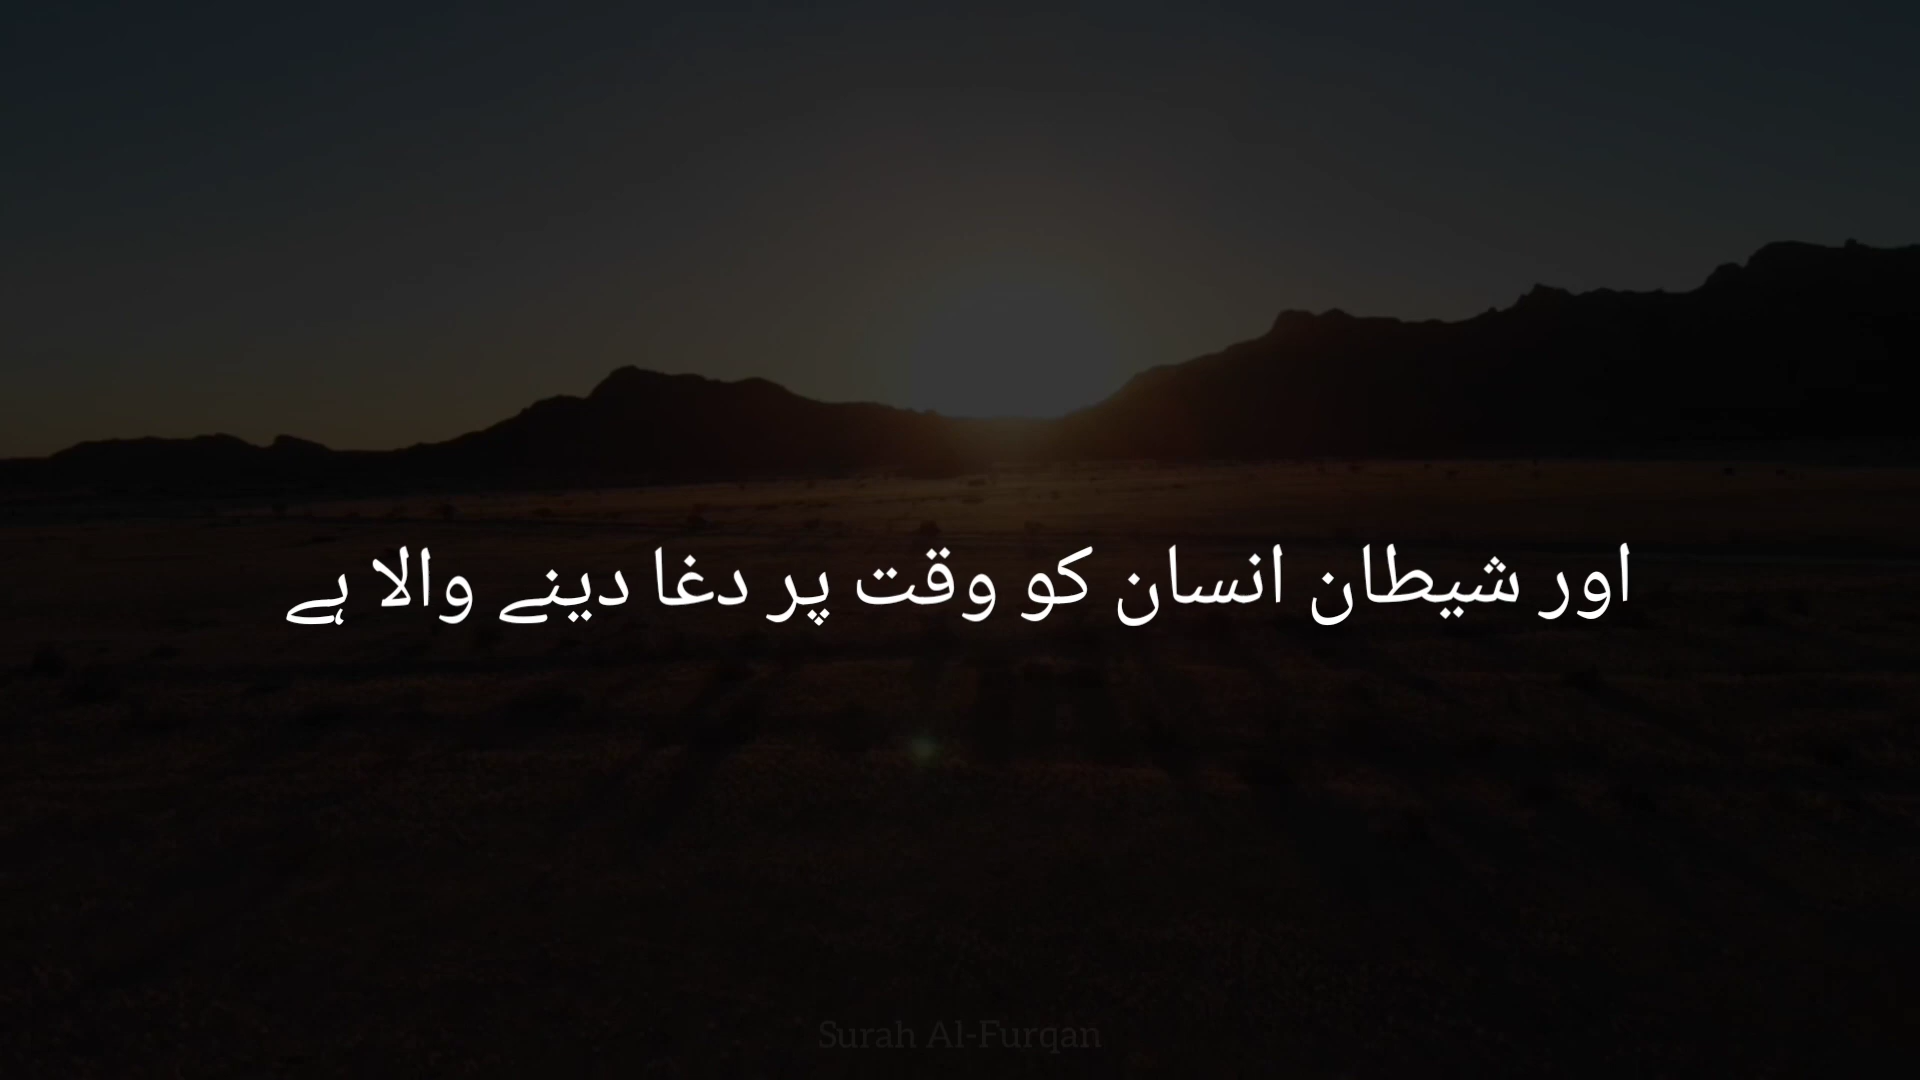 اور شیطان انسان کو وقت پر دغا دینے والا ہے
Surah Al-Furqan